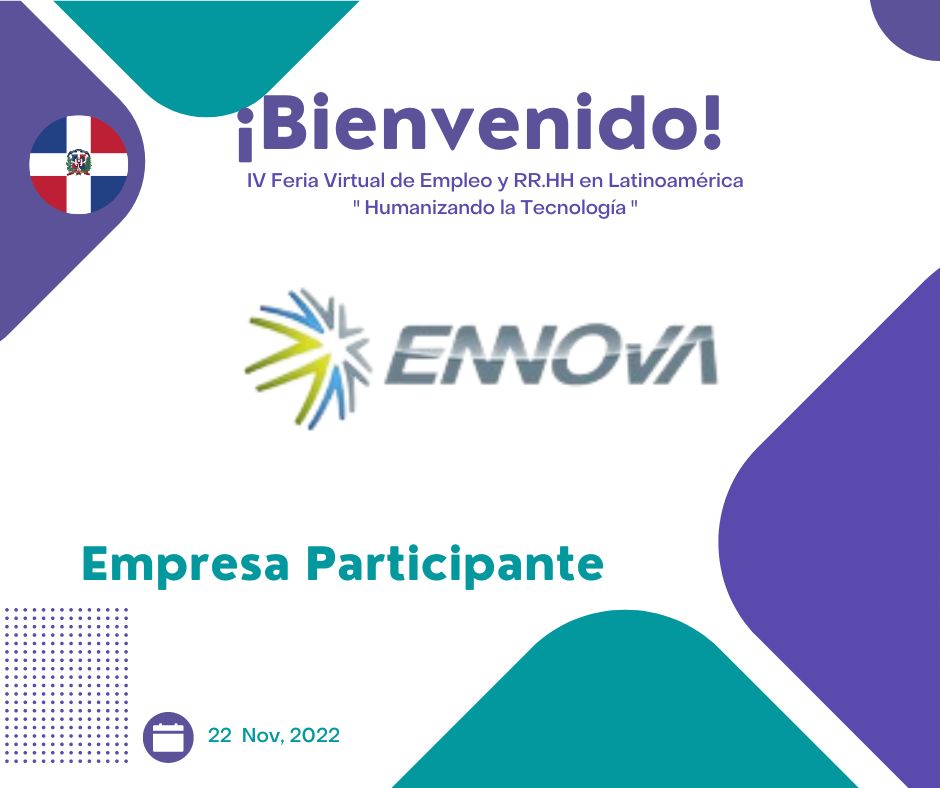 ¡Bienvenido!
IV Feria Virtual de Empleo y RR.HH en Latinoamérica
" Humanizando la Tecnología "
ENNOVA
Empresa Participante
22 Nov, 2022